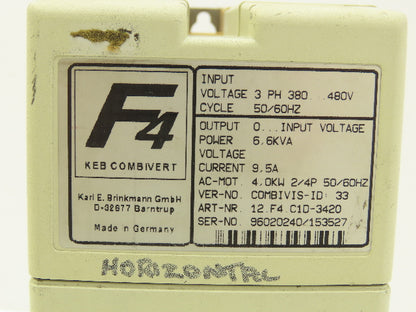 F4
KEB COMBIVERT
Karl E. Brinkmann GmbH
D-32677 Barntrup
Made in Germany
INPUT
VOLTAGE 3 PH 380...480V
CYCLE 50/60HZ
OUTPUT 0...INPUT VOLTAGE
POWER 6.6KVA
VOLTAGE
CURRENT 9.5A
AC-MOT. 4.0KW 2/4P 50/60HZ
VER-NO. COMBIVIS-ID: 33
ART-NR. 12.F4 C1D-3420
SER-NO. 96020240/153527
HORIZONTAL